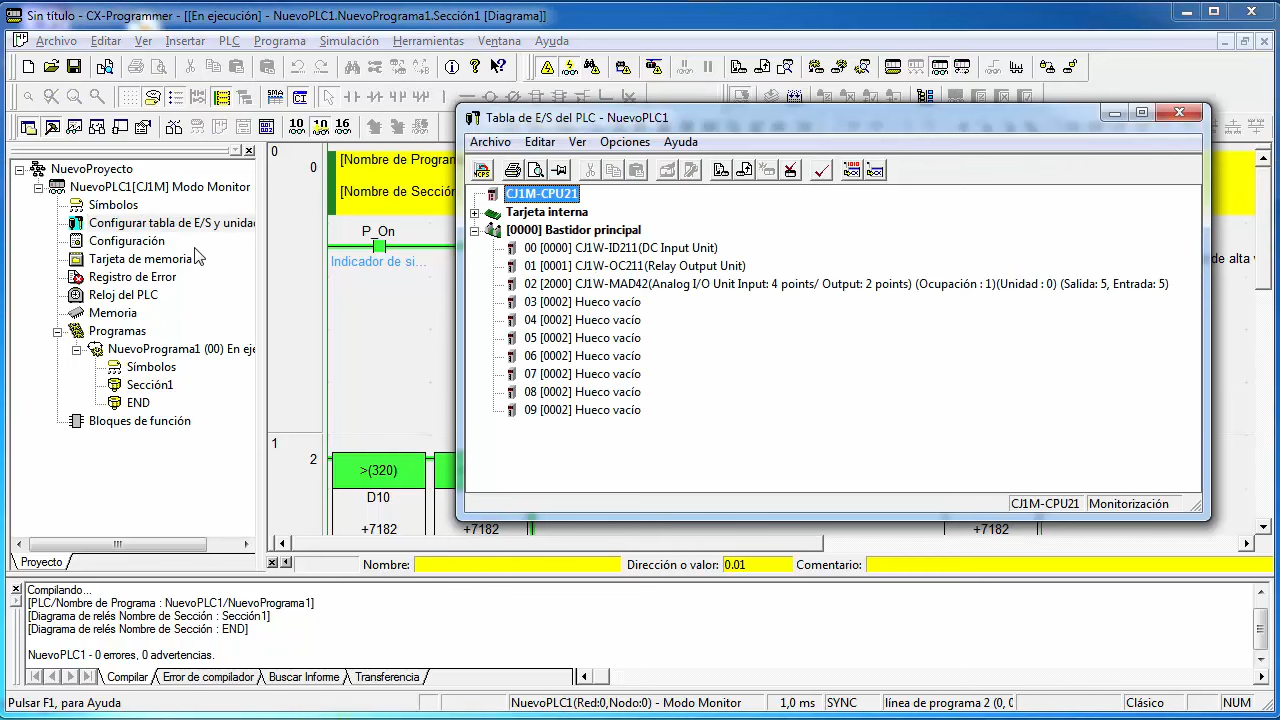 Sin título - CX-Programmer - [[En ejecución] - NuevoPLC1.NuevoPrograma1.Sección1 [Diagrama]]
Archivo Editar Ver Insertar PLC Programa Simulación Herramientas Ventana Ayuda
10 10 16
NuevoProyecto
NuevoPLC1[CJ1M] Modo Monitor
Símbolos
Configurar tabla de E/S y unidad
Configuración
Tarjeta de memoria
Registro de Error
Reloj del PLC
Memoria
Programas
NuevoPrograma1 (00) En eje
Símbolos
Sección1
END
Bloques de función
Proyecto
0
0
[Nombre de Program
[Nombre de Sección
P_On
Indicador de si...
de alta v
1
2
>(320)
D10
+7182 +7182 +7182
Tabla de E/S del PLC - NuevoPLC1
Archivo Editar Ver Opciones Ayuda
CJ1M-CPU21
Tarjeta interna
[0000] Bastidor principal
00 [0000] CJ1W-ID211(DC Input Unit)
01 [0001] CJ1W-OC211(Relay Output Unit)
02 [2000] CJ1W-MAD42(Analog I/O Unit Input: 4 points/ Output: 2 points) (Ocupación : 1)(Unidad : 0) (Salida: 5, Entrada: 5)
03 [0002] Hueco vacío
04 [0002] Hueco vacío
05 [0002] Hueco vacío
06 [0002] Hueco vacío
07 [0002] Hueco vacío
08 [0002] Hueco vacío
09 [0002] Hueco vacío
CJ1M-CPU21 Monitorización
Nombre: Dirección o valor: 0.01 Comentario:
Compilando...
[PLC/Nombre de Programa : NuevoPLC1/NuevoPrograma1]
[Diagrama de relés Nombre de Sección : Sección1]
[Diagrama de relés Nombre de Sección : END]
NuevoPLC1 - 0 errores, 0 advertencias.
Compilar Error de compilador Buscar Informe Transferencia
Pulsar F1, para Ayuda NuevoPLC1(Red:0,Nodo:0) - Modo Monitor 1,0 ms SYNC línea de programa 2 (0, 0 Clásico NUM